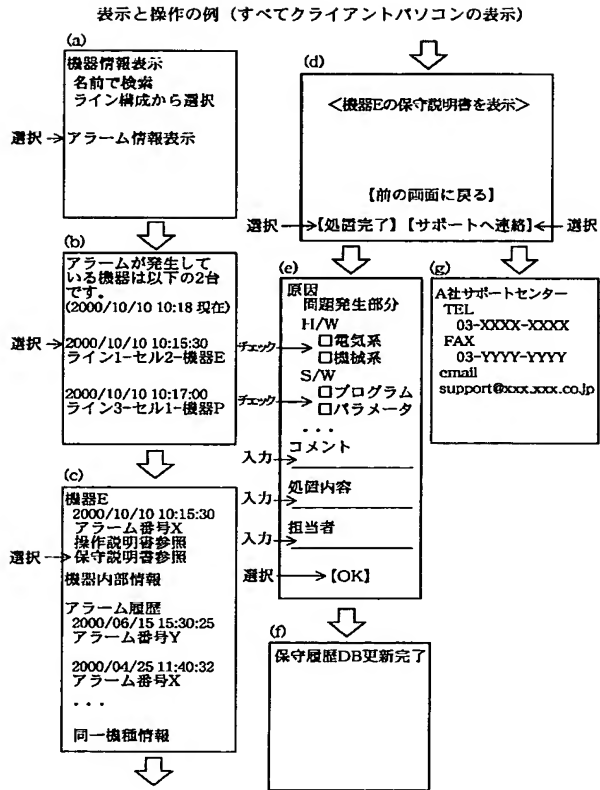 表示と操作の例（すべてクライアントパソコンの表示）
(a)
機器情報表示
名前で検索
ライン構成から選択
選択
アラーム情報表示
(b)
アラームが発生して
いる機器は以下の2台
です。
(2000/10/10 10:18 現在)
選択
2000/10/10 10:15:30
ライン1-セル2-機器E
2000/10/10 10:17:00
ライン3-セル1-機器P
(c)
機器E
2000/10/10 10:15:30
アラーム番号X
操作説明書参照
選択
保守説明書参照
機器内部情報
アラーム履歴
2000/06/15 15:30:25
アラーム番号Y
2000/04/25 11:40:32
アラーム番号X
・・・
同一機種情報
(d)
＜機器Eの保守説明書を表示＞
【前の画面に戻る】
選択
【処置完了】【サポートへ連絡】
選択
(e)
原因
問題発生部分
H/W
チェック
□電気系
□機械系
S/W
チェック
□プログラム
□パラメータ
・・・
コメント
入力
処置内容
入力
担当者
入力
選択
【OK】
(f)
保守履歴DB更新完了
(g)
A社サポートセンター
TEL
03-XXXX-XXXX
FAX
03-YYYY-YYYY
email
support@xxx.xxx.co.jp